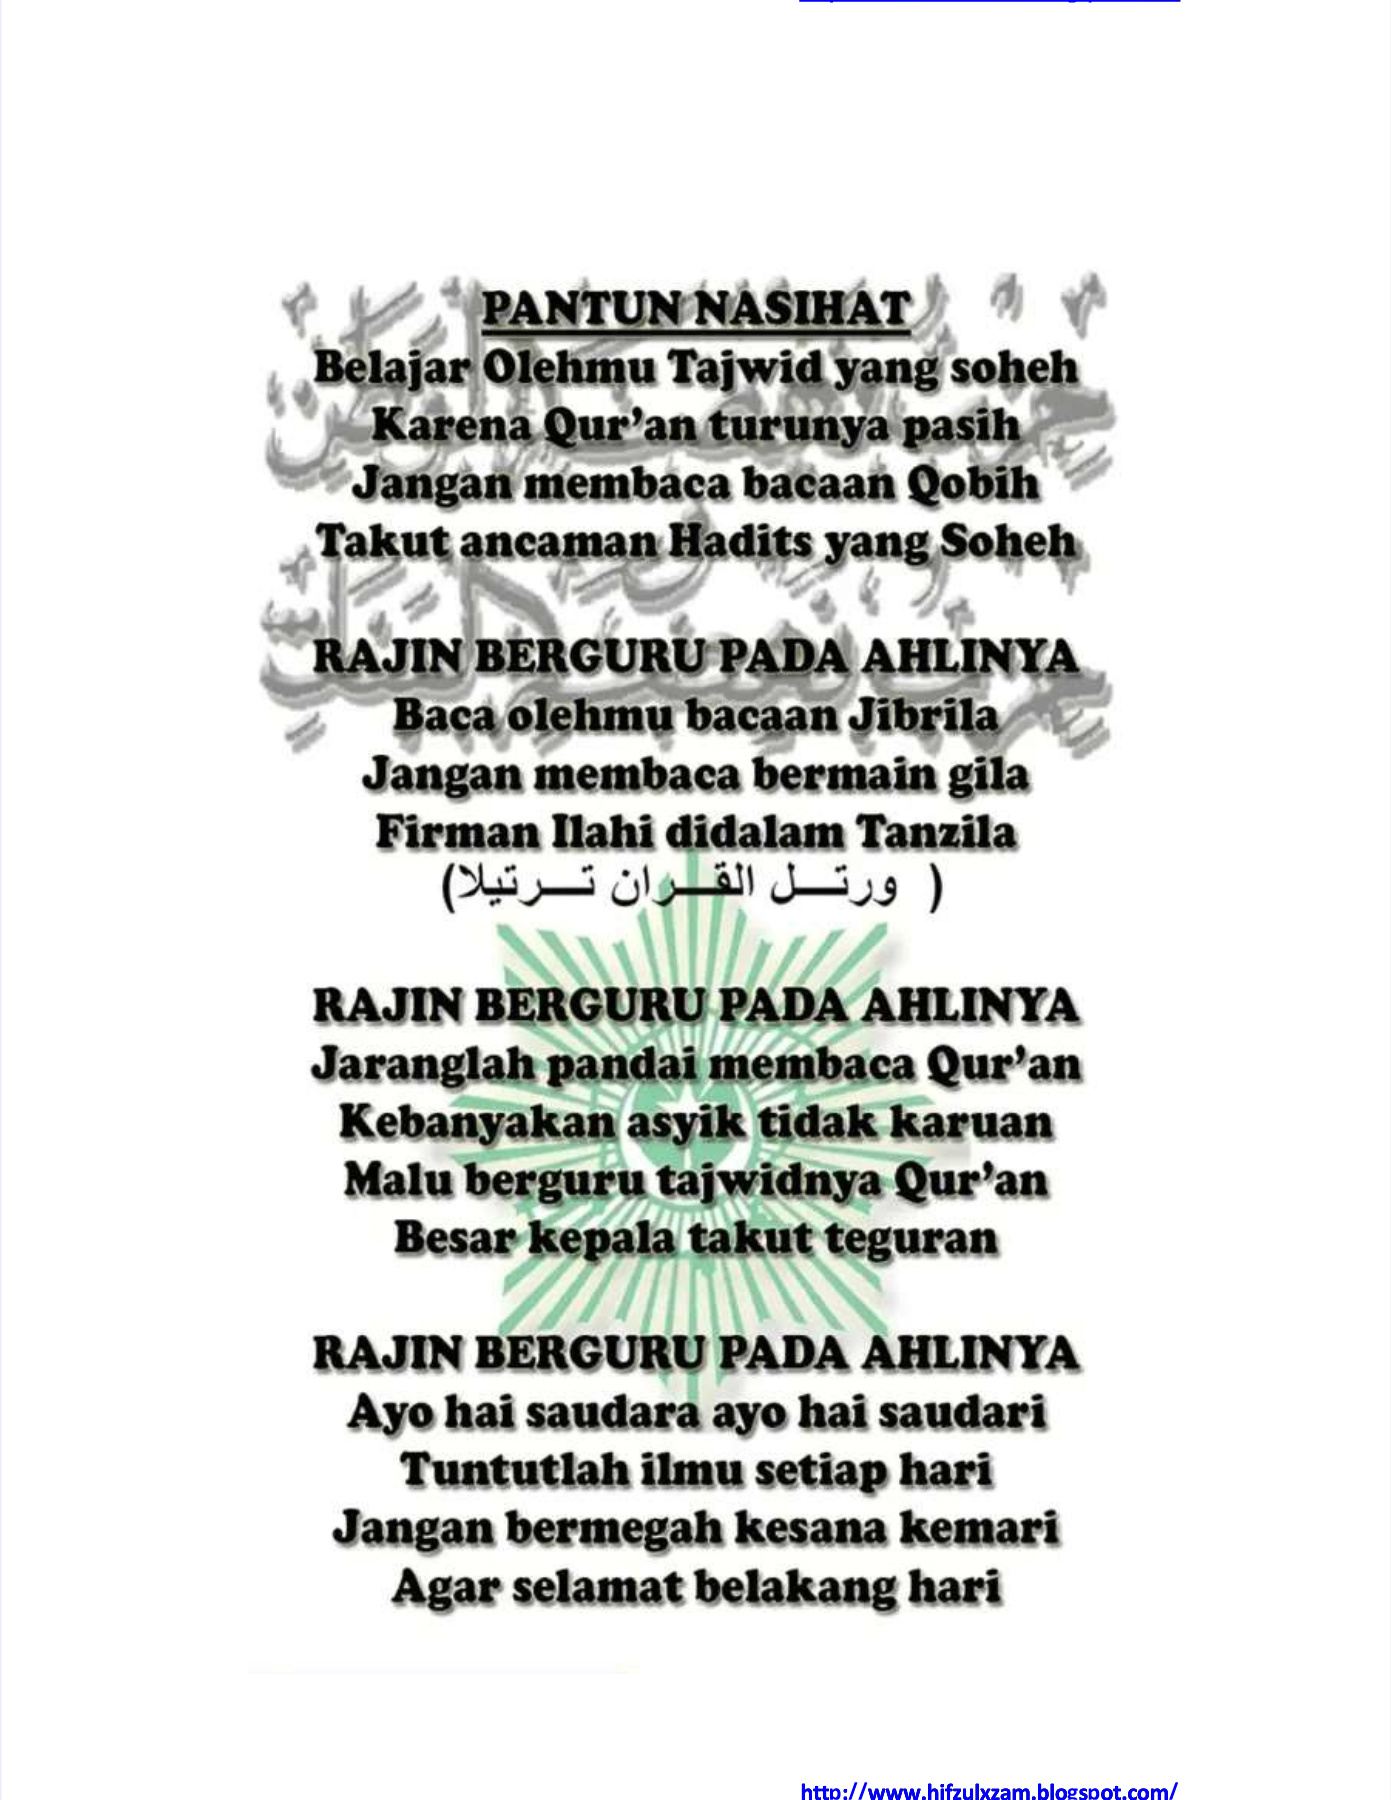 PANTUN NASIHAT
Belajar Olehmu Tajwid yang soheh
Karena Qur'an turunya pasih
Jangan membaca bacaan Qobih
Takut ancaman Hadits yang Soheh
RAJIN BERGURU PADA AHLINYA
Baca olehmu bacaan Jibrila
Jangan membaca bermain gila
Firman Ilahi didalam Tanzila
( ورتـــل القـــران تـــرتيلا)
RAJIN BERGURU PADA AHLINYA
Jaranglah pandai membaca Qur'an
Kebanyakan asyik tidak karuan
Malu berguru tajwidnya Qur'an
Besar kepala takut teguran
RAJIN BERGURU PADA AHLINYA
Ayo hai saudara ayo hai saudari
Tuntutlah ilmu setiap hari
Jangan bermegah kesana kemari
Agar selamat belakang hari
http://www.hifzulxzam.blogspot.com/